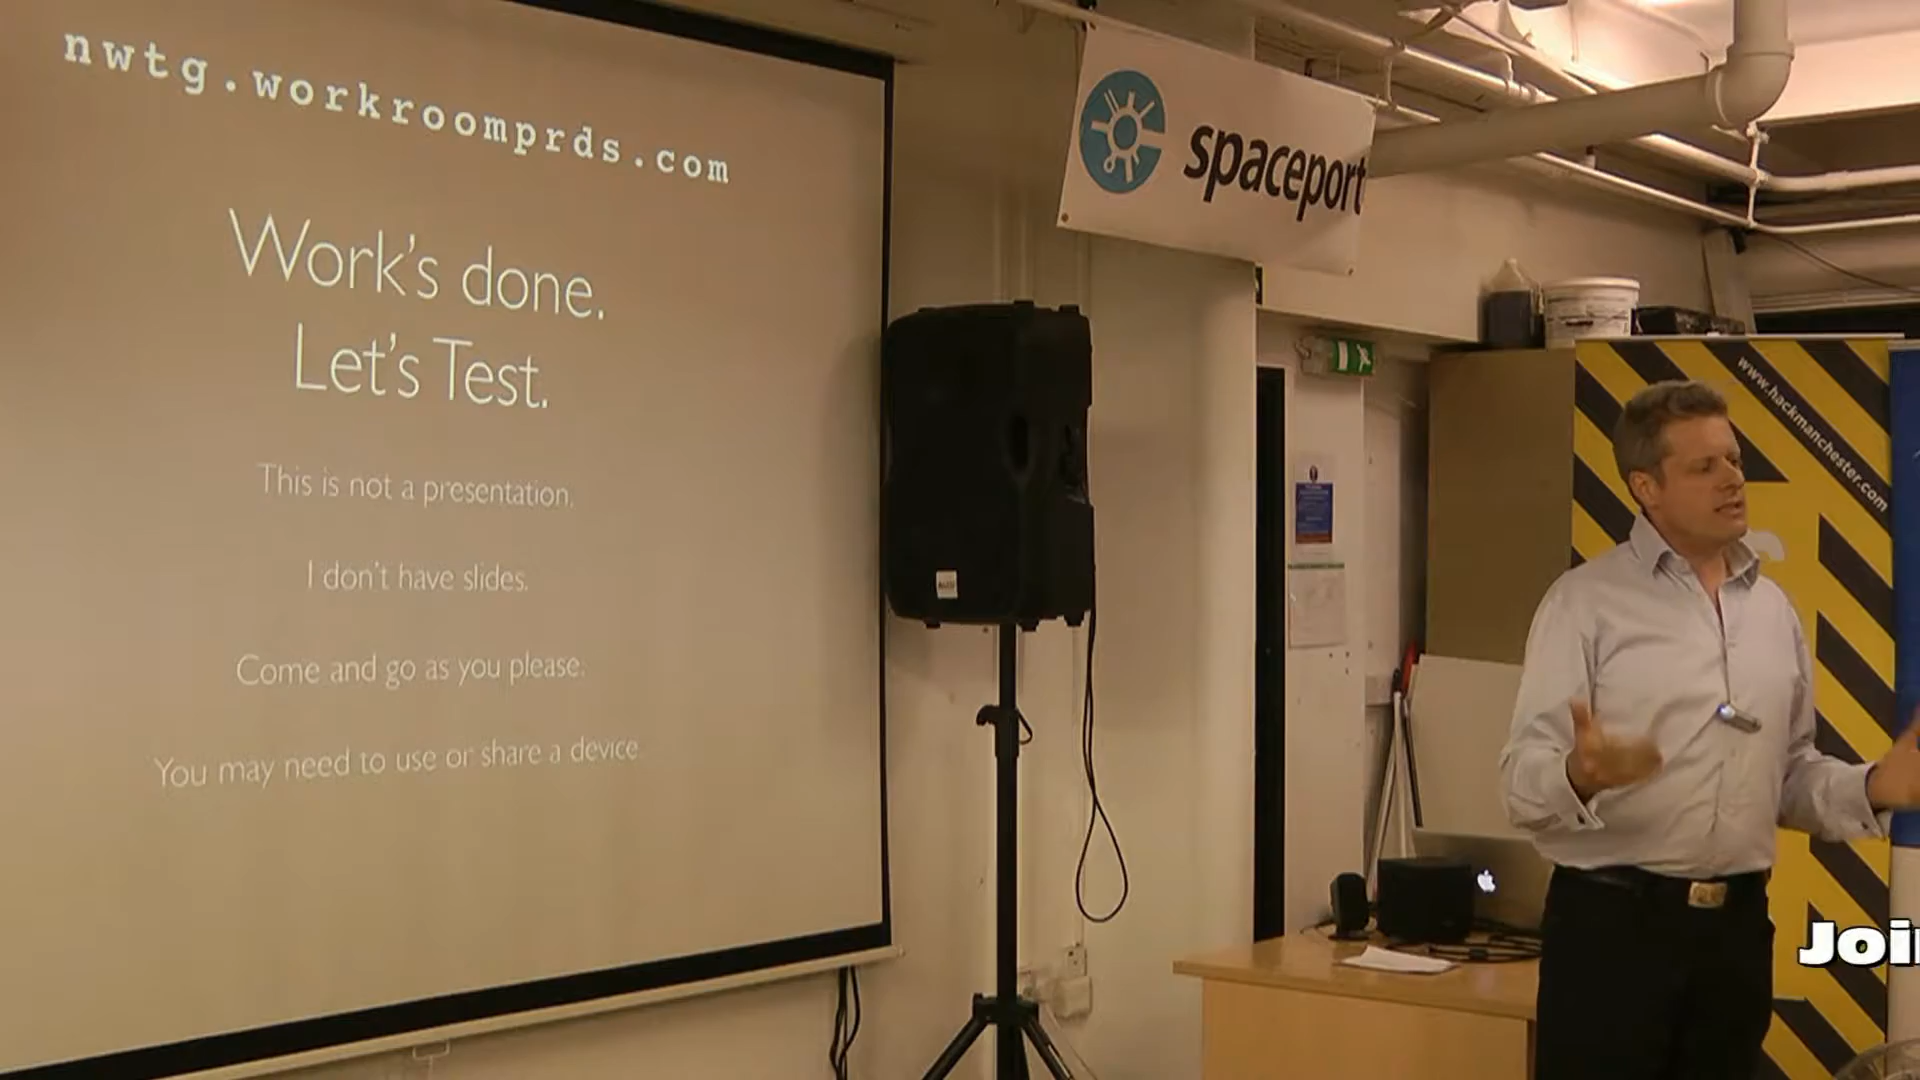 nwtg.workroomprds.com
Work's done.
Let's Test.
This is not a presentation.
I don't have slides.
Come and go as you please.
You may need to use or share a device
spaceport
www.hackmanchester.com